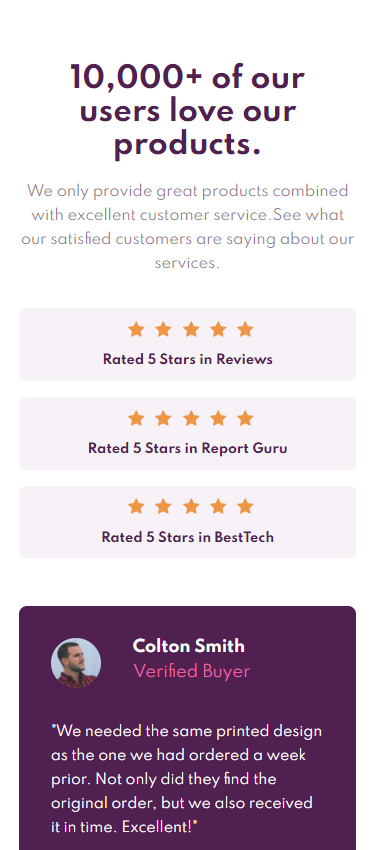 10,000+ of our
users love our
products.
We only provide great products combined
with excellent customer service.See what
our satisfied customers are saying about our
services.
Rated 5 Stars in Reviews
Rated 5 Stars in Report Guru
Rated 5 Stars in BestTech
Colton Smith
Verified Buyer
"We needed the same printed design
as the one we had ordered a week
prior. Not only did they find the
original order, but we also received
it in time. Excellent!"